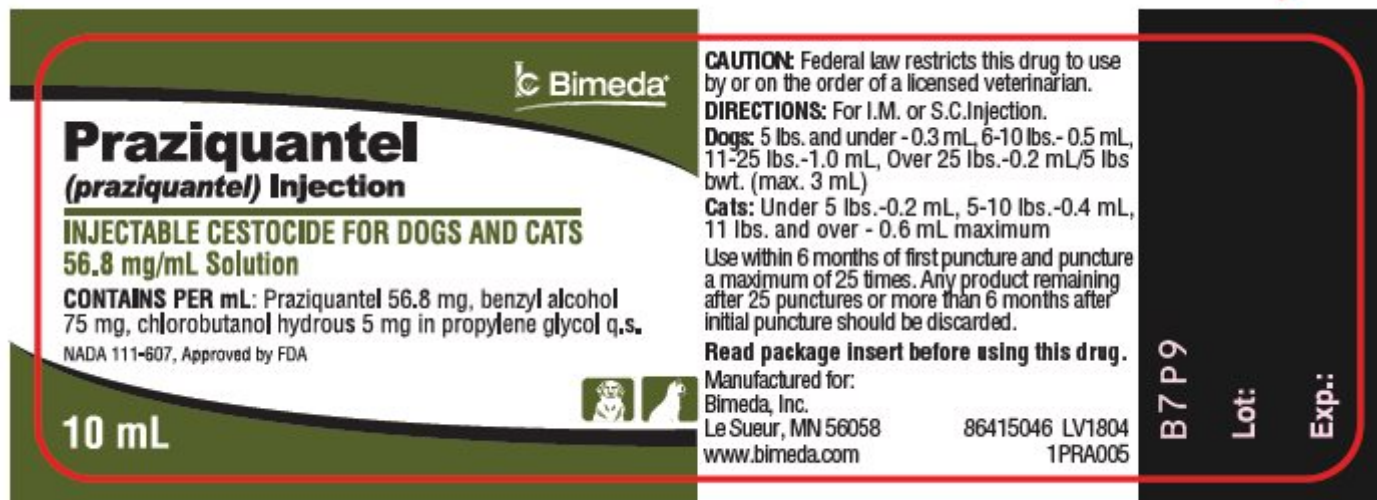 Bimeda
Praziquantel
(praziquantel) Injection
INJECTABLE CESTOCIDE FOR DOGS AND CATS
56.8 mg/mL Solution
CONTAINS PER mL: Praziquantel 56.8 mg, benzyl alcohol
75 mg, chlorobutanol hydrous 5 mg in propylene glycol q.s.
NADA 111-607, Approved by FDA
10 mL
CAUTION: Federal law restricts this drug to use
by or on the order of a licensed veterinarian.
DIRECTIONS: For I.M. or S.C.Injection.
Dogs: 5 lbs. and under - 0.3 mL, 6-10 lbs.- 0.5 mL,
11-25 lbs.-1.0 mL, Over 25 lbs.-0.2 mL/5 lbs
bwt. (max. 3 mL)
Cats: Under 5 lbs.-0.2 mL, 5-10 lbs.-0.4 mL,
11 lbs. and over - 0.6 mL maximum
Use within 6 months of first puncture and puncture
a maximum of 25 times. Any product remaining
after 25 punctures or more than 6 months after
initial puncture should be discarded.
Read package insert before using this drug.
Manufactured for:
Bimeda, Inc.
Le Sueur, MN 56058 86415046 LV1804
www.bimeda.com 1PRA005
B7P9
Lot:
Exp.: